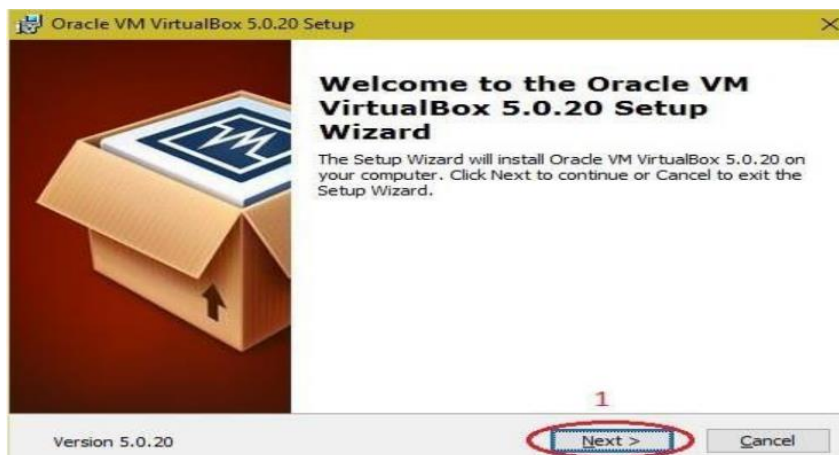 Oracle VM VirtualBox 5.0.20 Setup
Welcome to the Oracle VM
VirtualBox 5.0.20 Setup
Wizard
The Setup Wizard will install Oracle VM VirtualBox 5.0.20 on
your computer. Click Next to continue or Cancel to exit the
Setup Wizard.
1
Version 5.0.20
Next >
Cancel